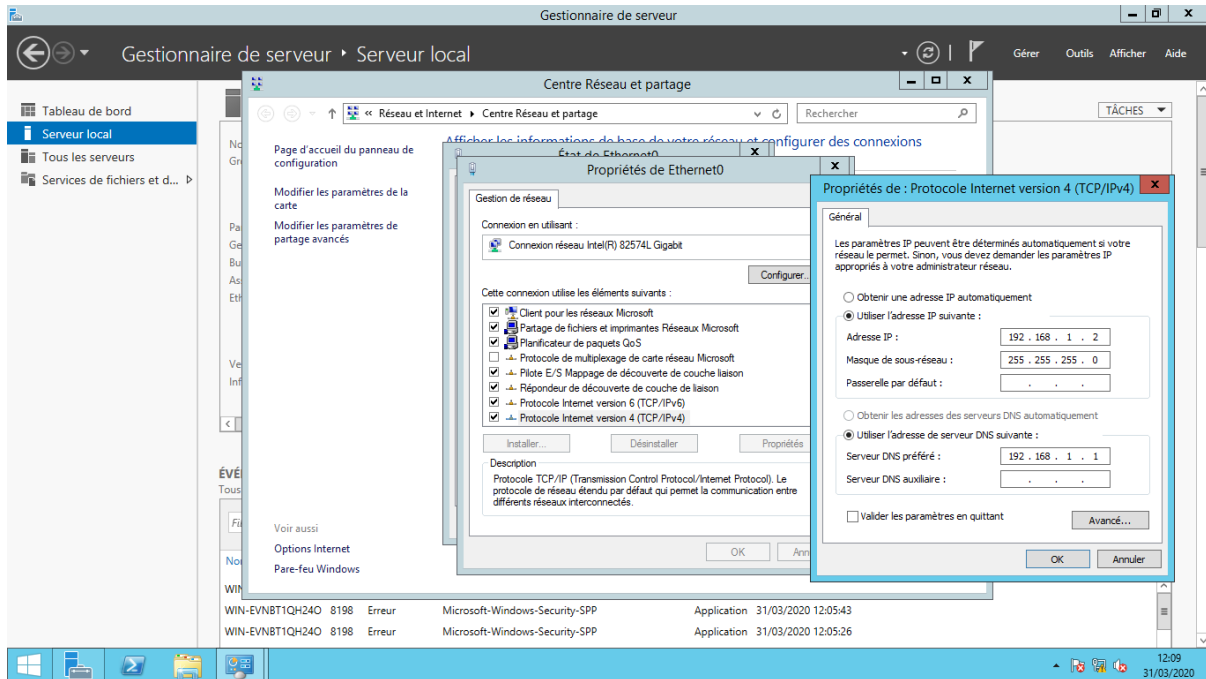 Gestionnaire de serveur
Gestionnaire de serveur Serveur local
Gérer Outils Afficher Aide
Tableau de bord
Serveur local
Tous les serveurs
Services de fichiers et d...
TÂCHES
Centre Réseau et partage
« Réseau et Internet Centre Réseau et partage
Rechercher
Page d'accueil du panneau de
configuration
Modifier les paramètres de la
carte
Modifier les paramètres de
partage avancés
Voir aussi
Options Internet
Pare-feu Windows
Afficher les informations de base de votre réseau et configurer des connexions
État de Ethernet0
Propriétés de Ethernet0
Gestion de réseau
Connexion en utilisant :
Connexion réseau Intel(R) 82574L Gigabit
Configurer...
Cette connexion utilise les éléments suivants :
Client pour les réseaux Microsoft
Partage de fichiers et imprimantes Réseaux Microsoft
Planificateur de paquets QoS
Protocole de multiplexage de carte réseau Microsoft
Pilote E/S Mappage de découverte de couche liaison
Répondeur de découverte de couche de liaison
Protocole Internet version 6 (TCP/IPv6)
Protocole Internet version 4 (TCP/IPv4)
Installer... Désinstaller Propriétés
Description
Protocole TCP/IP (Transmission Control Protocol/Internet Protocol). Le
protocole de réseau étendu par défaut qui permet la communication entre
différents réseaux interconnectés.
OK Ann
Propriétés de : Protocole Internet version 4 (TCP/IPv4)
Général
Les paramètres IP peuvent être déterminés automatiquement si votre
réseau le permet. Sinon, vous devez demander les paramètres IP
appropriés à votre administrateur réseau.
Obtenir une adresse IP automatiquement
Utiliser l'adresse IP suivante :
Adresse IP : 192 . 168 . 1 . 2
Masque de sous-réseau : 255 . 255 . 255 . 0
Passerelle par défaut : . . .
Obtenir les adresses des serveurs DNS automatiquement
Utiliser l'adresse de serveur DNS suivante :
Serveur DNS préféré : 192 . 168 . 1 . 1
Serveur DNS auxiliaire : . . .
Valider les paramètres en quittant
Avancé...
OK Annuler
No
Gr
Pa
Ge
Bu
As
Eth
Ve
Inf
ÉVÉ
Tous
Fil
No
WIN
WIN-EVNBT1QH24O 8198 Erreur Microsoft-Windows-Security-SPP Application 31/03/2020 12:05:43
WIN-EVNBT1QH24O 8198 Erreur Microsoft-Windows-Security-SPP Application 31/03/2020 12:05:26
12:09
31/03/2020